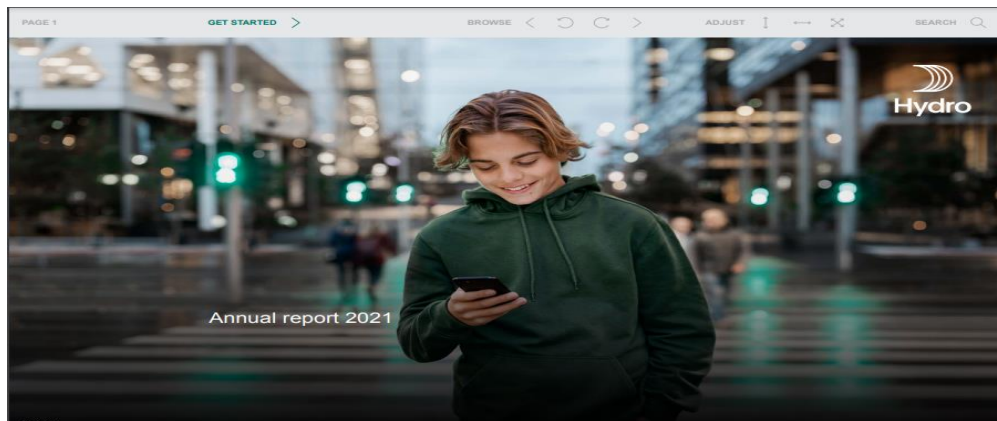 PAGE 1
GET STARTED
BROWSE
ADJUST
SEARCH
Hydro
Annual report 2021